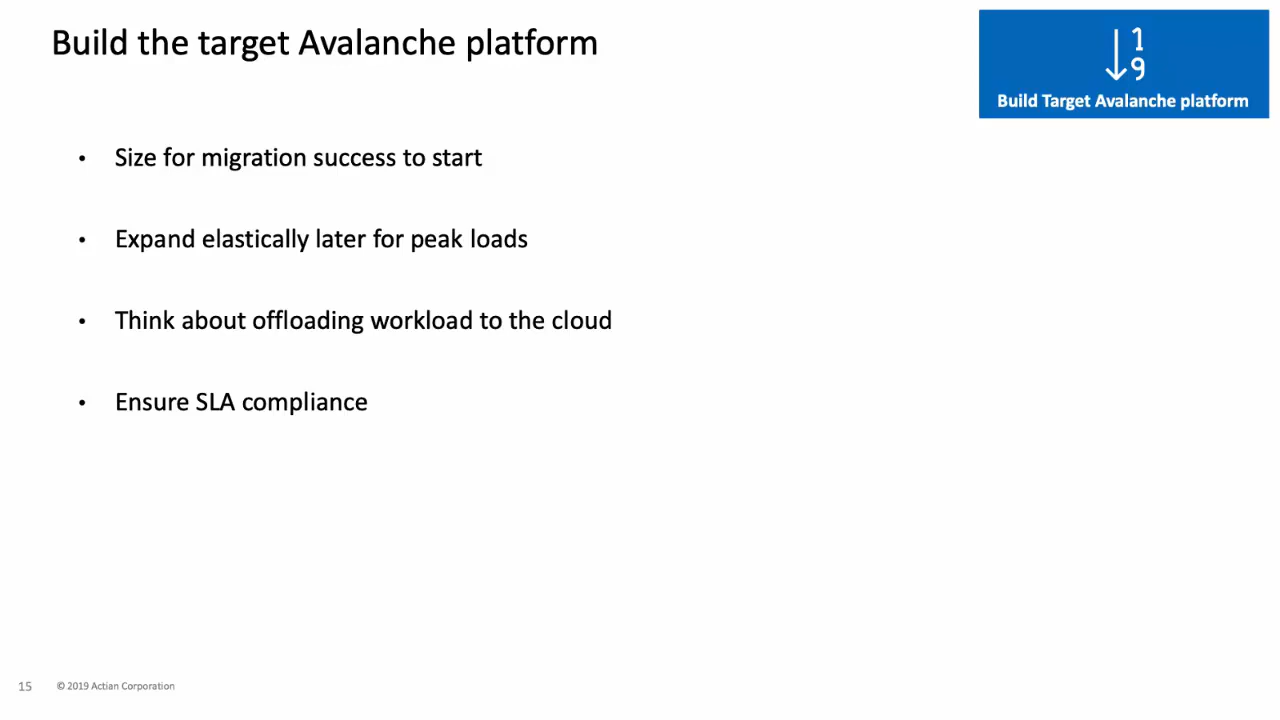 Build the target Avalanche platform
1
9
Build Target Avalanche platform
• Size for migration success to start
• Expand elastically later for peak loads
• Think about offloading workload to the cloud
• Ensure SLA compliance
15 © 2019 Actian Corporation